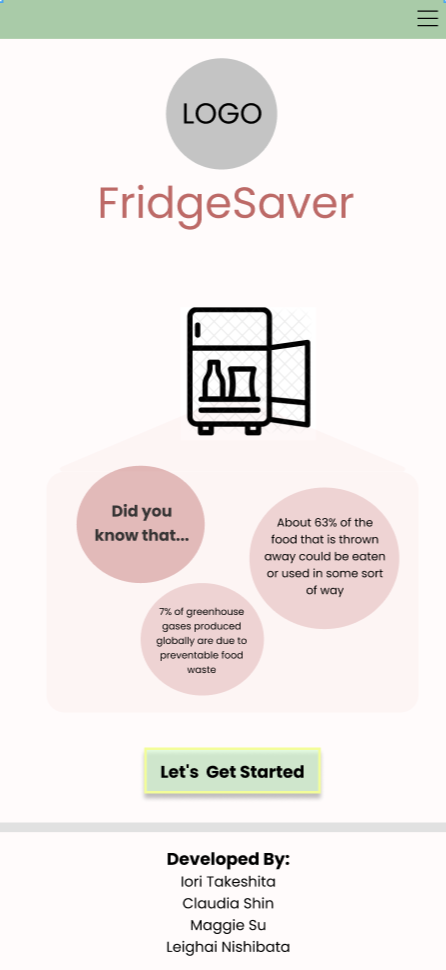 LOGO
FridgeSaver
Did you
know that...
About 63% of the
food that is thrown
away could be eaten
or used in some sort
of way
7% of greenhouse
gases produced
globally are due to
preventable food
waste
Let's  Get Started
Developed By:
Iori Takeshita
Claudia Shin
Maggie Su
Leighai Nishibata